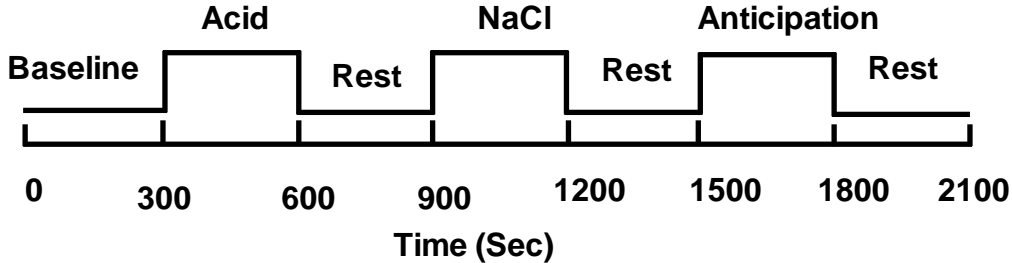 Acid NaCl Anticipation
Baseline Rest Rest Rest
0 300 600 900 1200 1500 1800 2100
Time (Sec)